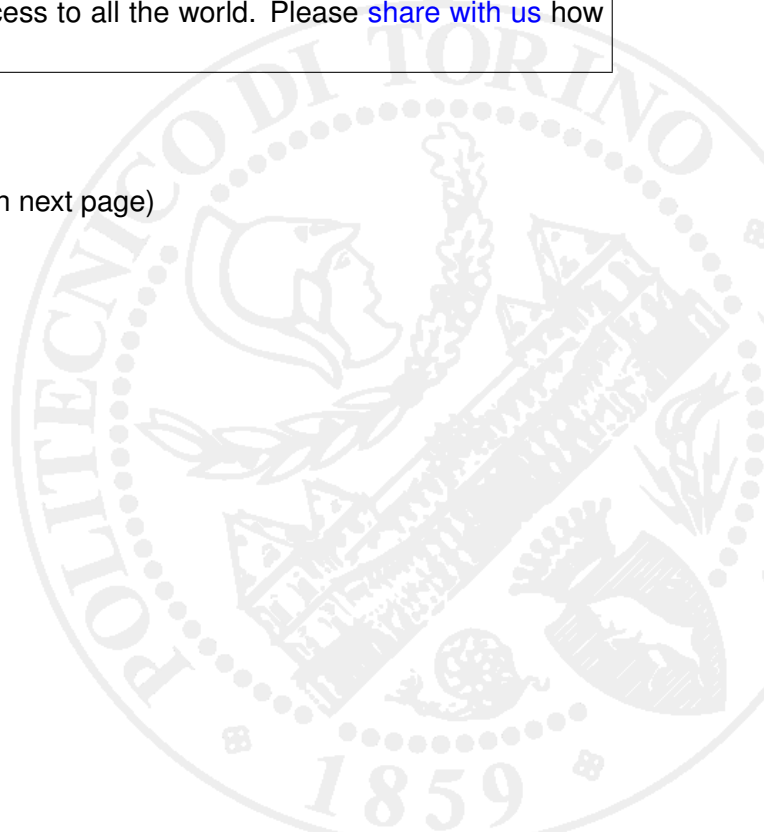 cess to all the world. Please share with us how
n next page)
POLITECNICO DI TORINO
1859